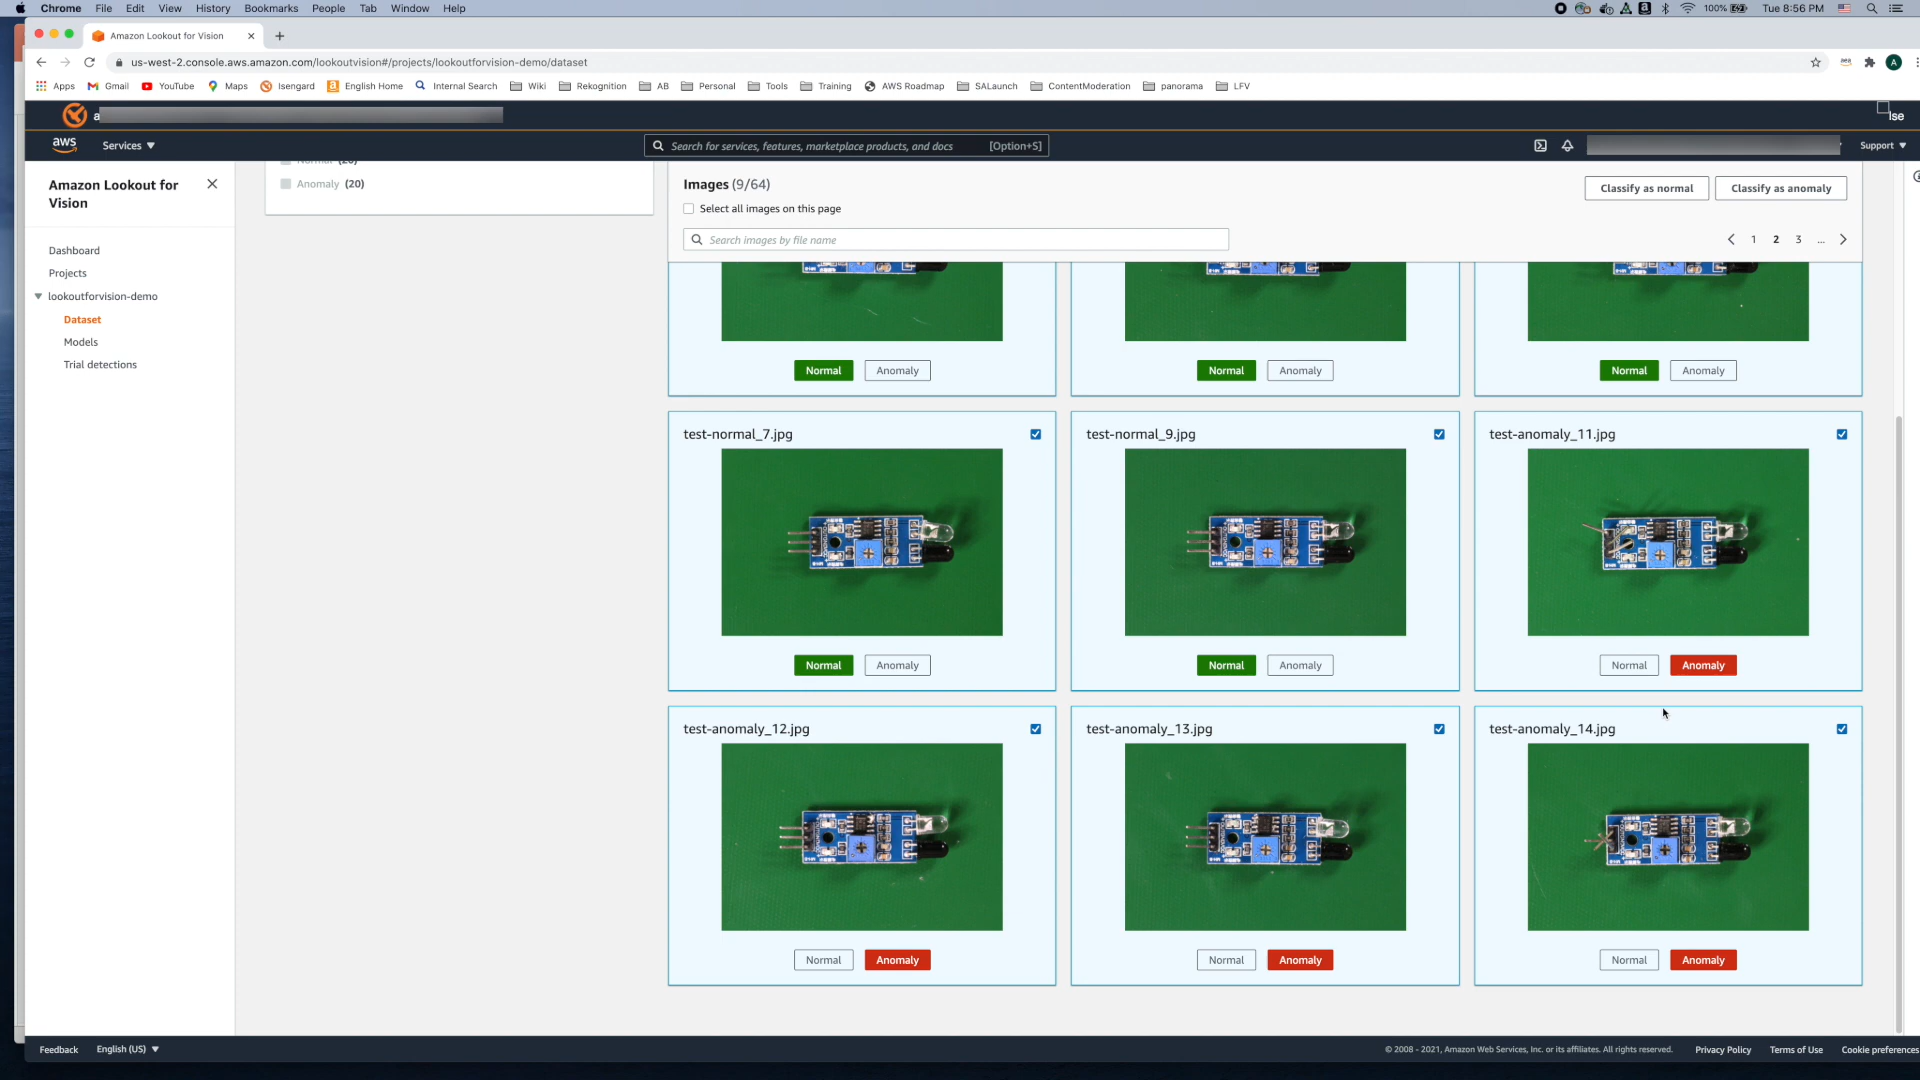 Chrome File Edit View History Bookmarks People Tab Window Help 100% Tue 8:56 PM
Amazon Lookout for Vision
us-west-2.console.aws.amazon.com/lookoutvision#/projects/lookoutforvision-demo/dataset
Apps Gmail YouTube Maps Isengard English Home Internal Search Wiki Rekognition AB Personal Tools Training AWS Roadmap SALaunch ContentModeration panorama LFV
a lse
aws Services Search for services, features, marketplace products, and docs [Option+S] Support
Amazon Lookout for
Vision
Dashboard
Projects
lookoutforvision-demo
Dataset
Models
Trial detections
Normal (20)
Anomaly (20)
Images (9/64) Classify as normal Classify as anomaly
Select all images on this page
Search images by file name 1 2 3 ...
Normal Anomaly Normal Anomaly Normal Anomaly
test-normal_7.jpg test-normal_9.jpg test-anomaly_11.jpg
Normal Anomaly Normal Anomaly Normal Anomaly
test-anomaly_12.jpg test-anomaly_13.jpg test-anomaly_14.jpg
Normal Anomaly Normal Anomaly Normal Anomaly
Feedback English (US) © 2008 - 2021, Amazon Web Services, Inc. or its affiliates. All rights reserved. Privacy Policy Terms of Use Cookie preferences